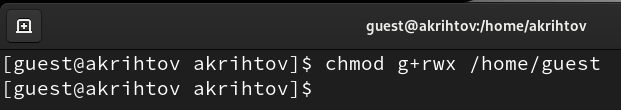 guest@akrihtov:/home/akrihtov
[guest@akrihtov akrihtov]$ chmod g+rwx /home/guest
[guest@akrihtov akrihtov]$